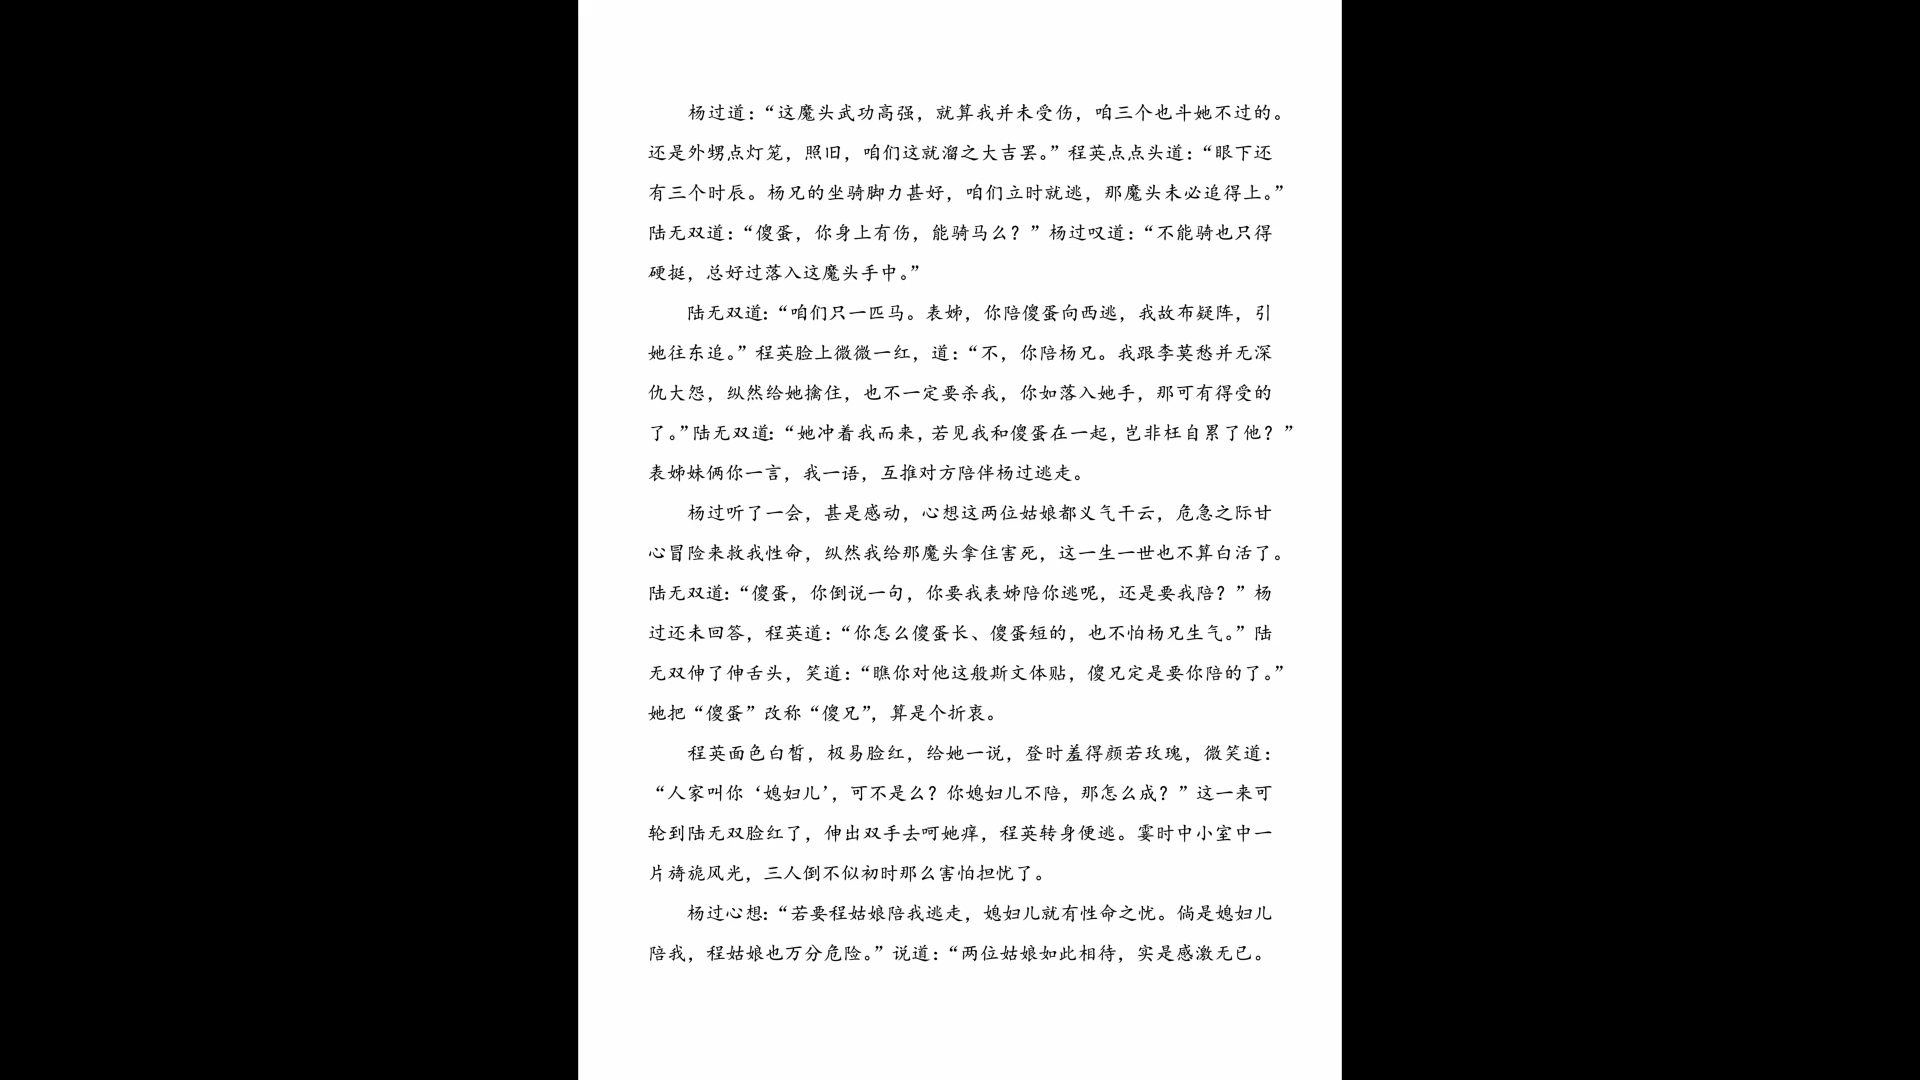 杨过道：“这魔头武功高强，就算我并未受伤，咱三个也斗她不过的。
还是外甥点灯笼，照旧，咱们这就溜之大吉罢。”程英点点头道：“眼下还
有三个时辰。杨兄的坐骑脚力甚好，咱们立时就逃，那魔头未必追得上。”
陆无双道：“傻蛋，你身上有伤，能骑马么？”杨过叹道：“不能骑也只得
硬挺，总好过落入这魔头手中。”
陆无双道：“咱们只一匹马。表姊，你陪傻蛋向西逃，我故布疑阵，引
她往东追。”程英脸上微微一红，道：“不，你陪杨兄。我跟李莫愁并无深
仇大怨，纵然给她擒住，也不一定要杀我，你如落入她手，那可有得受的
了。”陆无双道：“她冲着我而来，若见我和傻蛋在一起，岂非枉自累了他？”
表姊妹俩你一言，我一语，互推对方陪伴杨过逃走。
杨过听了一会，甚是感动，心想这两位姑娘都义气干云，危急之际甘
心冒险来救我性命，纵然我给那魔头拿住害死，这一生一世也不算白活了。
陆无双道：“傻蛋，你倒说一句，你要我表姊陪你逃呢，还是要我陪？”杨
过还未回答，程英道：“你怎么傻蛋长、傻蛋短的，也不怕杨兄生气。”陆
无双伸了伸舌头，笑道：“瞧你对他这般斯文体贴，傻兄定是要你陪的了。”
她把“傻蛋”改称“傻兄”，算是个折衷。
程英面色白皙，极易脸红，给她一说，登时羞得颜若玫瑰，微笑道：
“人家叫你‘媳妇儿’，可不是么？你媳妇儿不陪，那怎么成？”这一来可
轮到陆无双脸红了，伸出双手去呵她痒，程英转身便逃。霎时中小室中一
片旖旎风光，三人倒不似初时那么害怕担忧了。
杨过心想：“若要程姑娘陪我逃走，媳妇儿就有性命之忧。倘是媳妇儿
陪我，程姑娘也万分危险。”说道：“两位姑娘如此相待，实是感激无已。